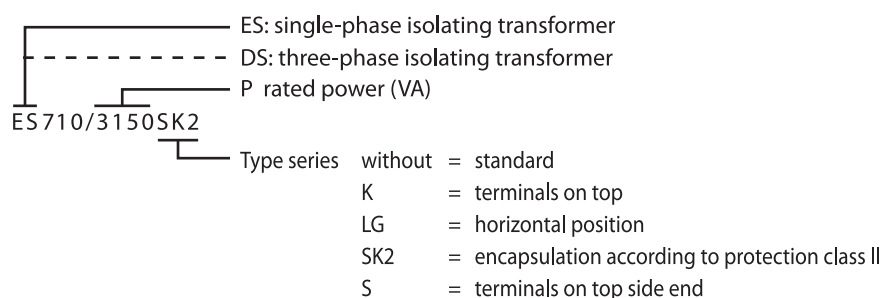 ES: single-phase isolating transformer
DS: three-phase isolating transformer
P rated power (VA)
ES710/3150SK2
Type series without = standard
K = terminals on top
LG = horizontal position
SK2 = encapsulation according to protection class II
S = terminals on top side end